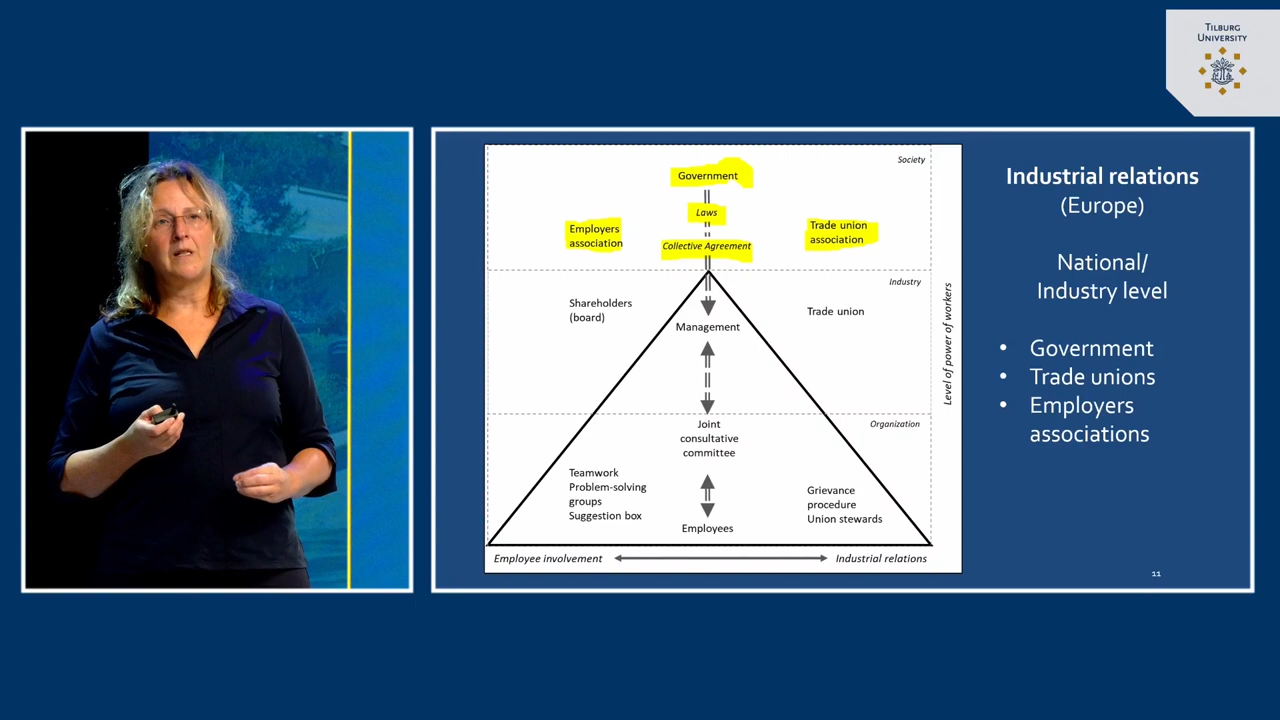 TILBURG
UNIVERSITY
Society
Government
Laws
Employers
association
Collective Agreement
Trade union
association
Industry
Shareholders
(board)
Management
Trade union
Level of power of workers
Organization
Joint
consultative
committee
Teamwork
Problem-solving
groups
Suggestion box
Grievance
procedure
Union stewards
Employees
Employee involvement
Industrial relations
Industrial relations
(Europe)
National/
Industry level
• Government
• Trade unions
• Employers
associations
11